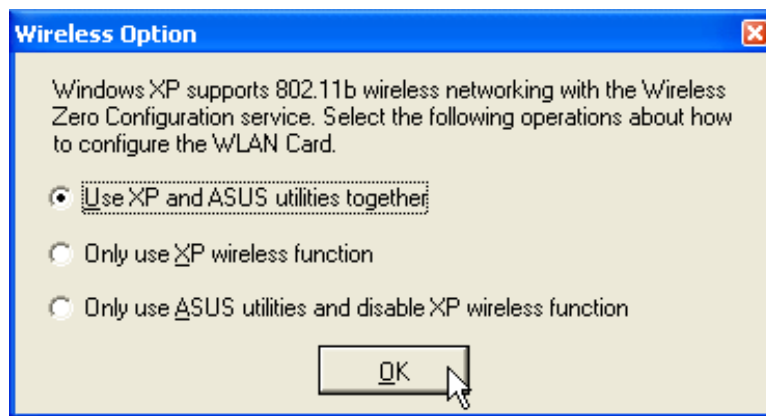 Wireless Option
Windows XP supports 802.11b wireless networking with the Wireless
Zero Configuration service. Select the following operations about how
to configure the WLAN Card.
Use XP and ASUS utilities together
Only use XP wireless function
Only use ASUS utilities and disable XP wireless function
OK